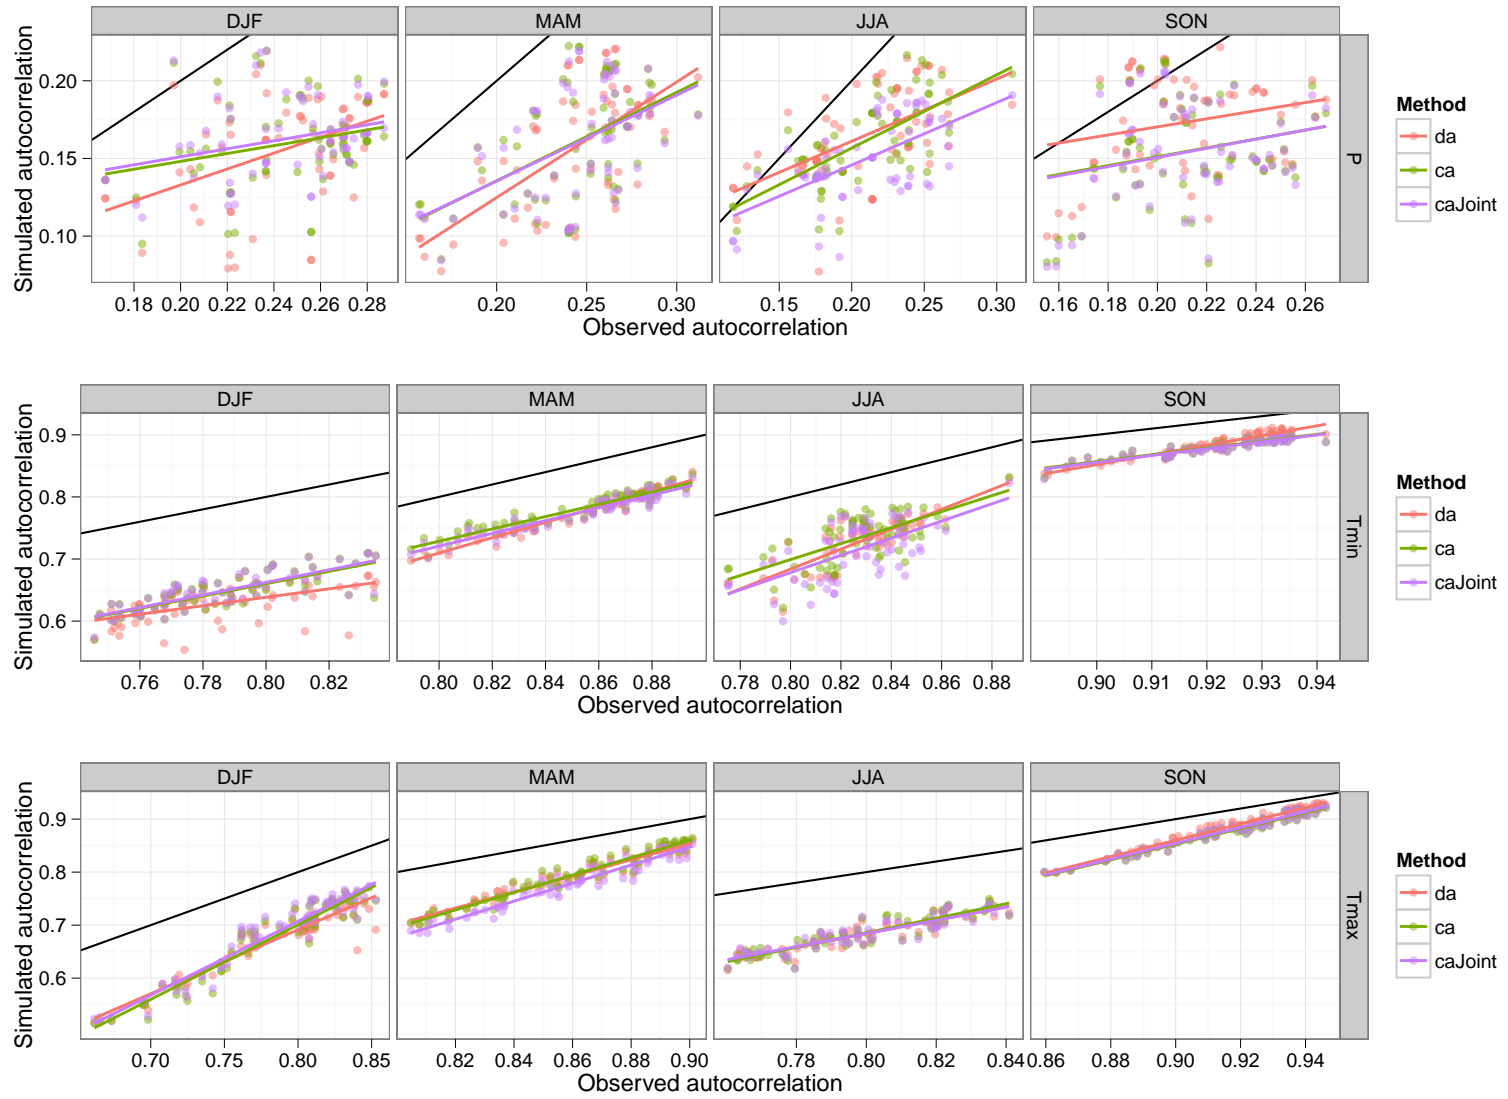 DJF MAM JJA SON
Simulated autocorrelation
0.20
0.15
0.10
P
0.18 0.20 0.22 0.24 0.26 0.28 0.20 0.25 0.30 0.15 0.20 0.25 0.30 0.16 0.18 0.20 0.22 0.24 0.26
Observed autocorrelation
Method
da
ca
caJoint
DJF MAM JJA SON
Simulated autocorrelation
0.9
0.8
0.7
0.6
Tmin
0.76 0.78 0.80 0.82 0.80 0.82 0.84 0.86 0.88 0.78 0.80 0.82 0.84 0.86 0.88 0.90 0.91 0.92 0.93 0.94
Observed autocorrelation
Method
da
ca
caJoint
DJF MAM JJA SON
Simulated autocorrelation
0.9
0.8
0.7
0.6
Tmax
0.70 0.75 0.80 0.85 0.82 0.84 0.86 0.88 0.90 0.78 0.80 0.82 0.84 0.86 0.88 0.90 0.92 0.94
Observed autocorrelation
Method
da
ca
caJoint